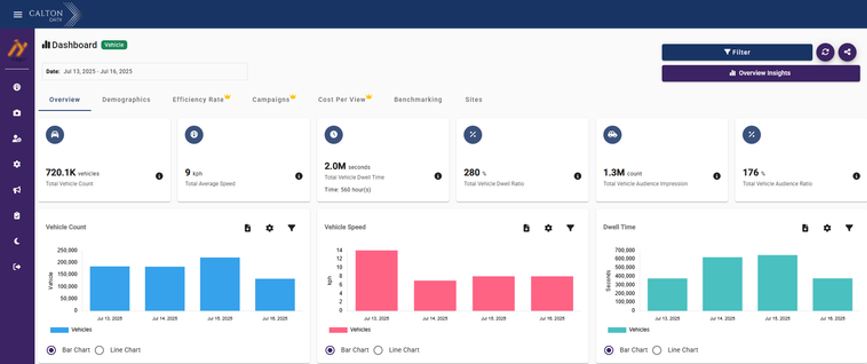 CALTON
DATX
Dashboard Vehicle
Filter
Date: Jul 13, 2025 - Jul 16, 2025
Overview Insights
Overview Demographics Efficiency Rate Campaigns Cost Per View Benchmarking Sites
720.1K vehicles
Total Vehicle Count
9 kph
Total Average Speed
2.0M seconds
Total Vehicle Dwell Time
Time: 560 hour(s)
280 %
Total Vehicle Dwell Ratio
1.3M count
Total Vehicle Audience Impression
176 %
Total Vehicle Audience Ratio
Vehicle Count
250,000
200,000
150,000
100,000
50,000
0
Vehicle
Jul 13, 2025 Jul 14, 2025 Jul 15, 2025 Jul 16, 2025
Vehicles
Bar Chart Line Chart
Vehicle Speed
14
12
10
8
6
4
2
0
kph
Jul 13, 2025 Jul 14, 2025 Jul 15, 2025 Jul 16, 2025
Vehicles
Bar Chart Line Chart
Dwell Time
700,000
600,000
500,000
400,000
300,000
200,000
100,000
0
Seconds
Jul 13, 2025 Jul 14, 2025 Jul 15, 2025 Jul 16, 2025
Vehicles
Bar Chart Line Chart